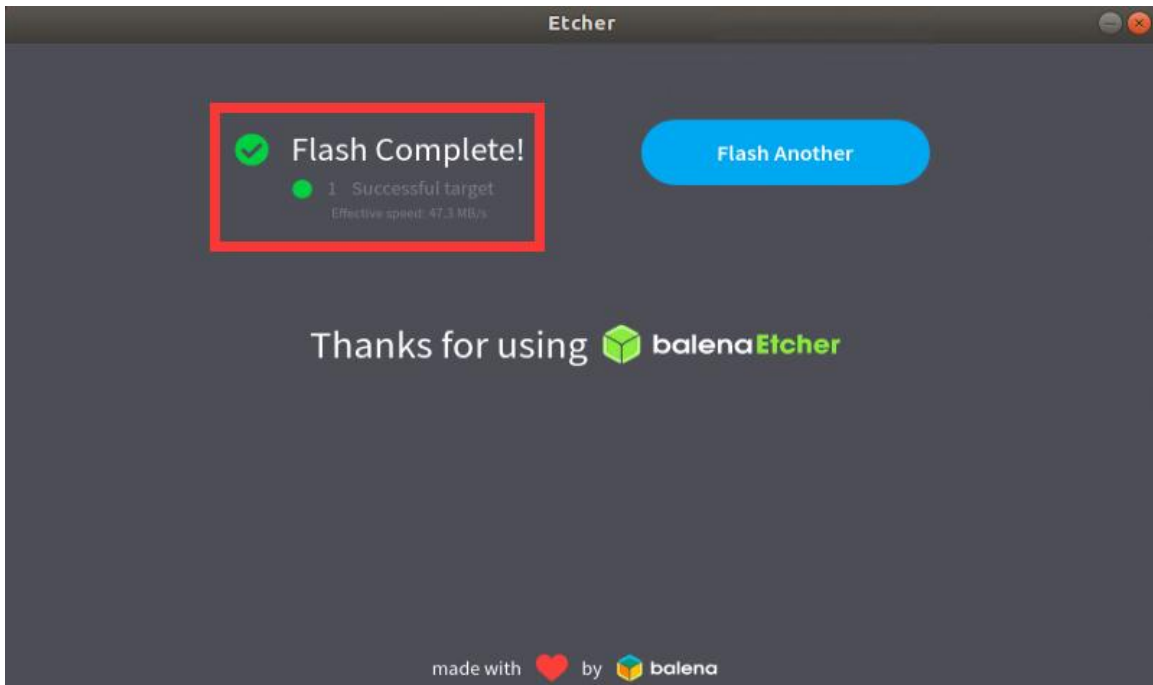 Etcher
Flash Complete!
1 Successful target
Effective speed: 47.3 MB/s
Flash Another
Thanks for using balenaEtcher
made with by balena